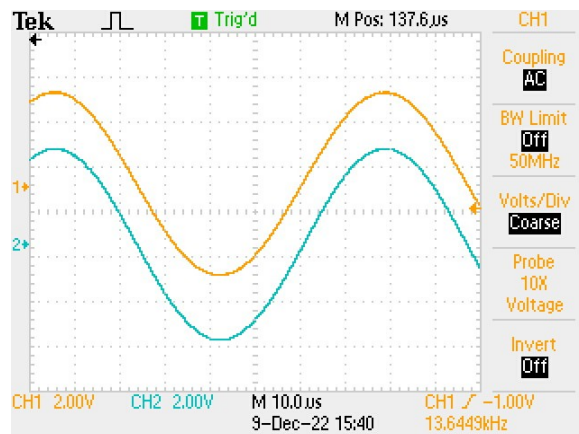 Tek T Trig'd M Pos: 137.6µs CH1
Coupling
AC
BW Limit
Off
50MHz
Volts/Div
Coarse
Probe
10X
Voltage
Invert
Off
1
2
CH1 2.00V CH2 2.00V M 10.0µs CH1 -1.00V
9-Dec-22 15:40 13.6449kHz